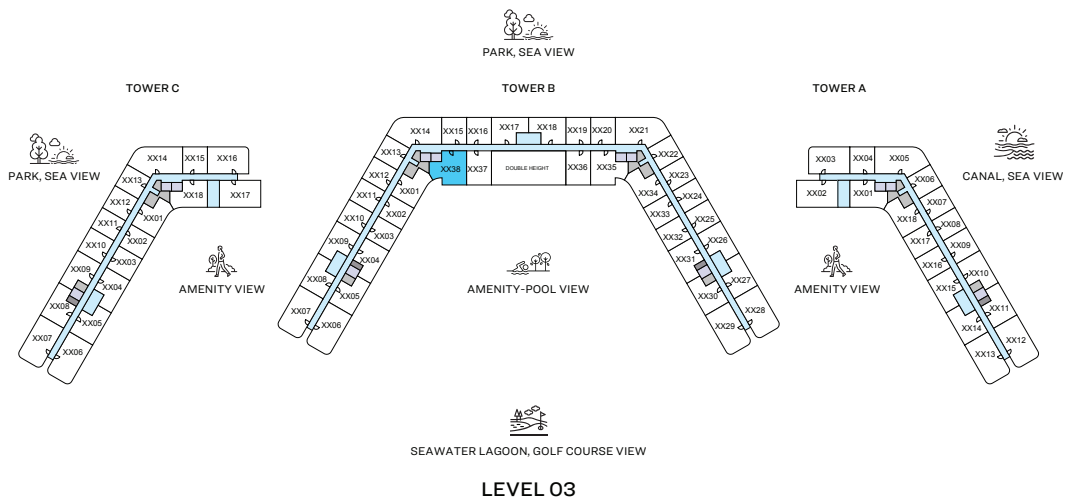 PARK, SEA VIEW
TOWER C
TOWER B
TOWER A
XX14
XX15
XX16
XX13
XX12
XX11
XX10
XX09
XX08
XX07
XX06
XX05
XX04
XX03
XX02
XX01
XX18
XX17
PARK, SEA VIEW
AMENITY VIEW
XX14
XX15
XX16
XX17
XX18
XX19
XX20
XX21
XX13
XX12
XX11
XX10
XX09
XX08
XX07
XX06
XX05
XX04
XX03
XX02
XX01
XX38
XX37
DOUBLE HEIGHT
XX36
XX35
XX22
XX23
XX24
XX25
XX26
XX27
XX28
XX29
XX30
XX31
XX32
XX33
XX34
AMENITY-POOL VIEW
XX03
XX04
XX05
XX02
XX01
XX06
XX07
XX08
XX09
XX10
XX11
XX12
XX13
XX14
XX15
XX16
XX17
XX18
AMENITY VIEW
CANAL, SEA VIEW
SEAWATER LAGOON, GOLF COURSE VIEW
LEVEL 03